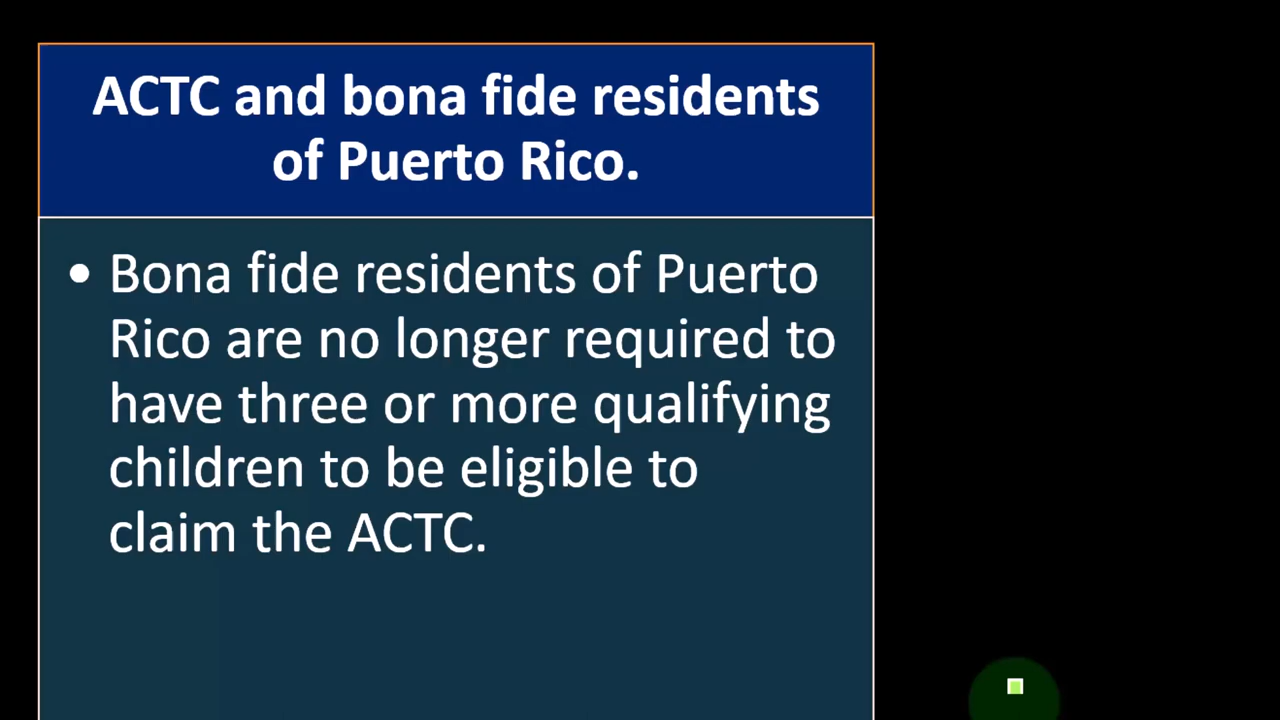 ACTC and bona fide residents
of Puerto Rico.
• Bona fide residents of Puerto
Rico are no longer required to
have three or more qualifying
children to be eligible to
claim the ACTC.